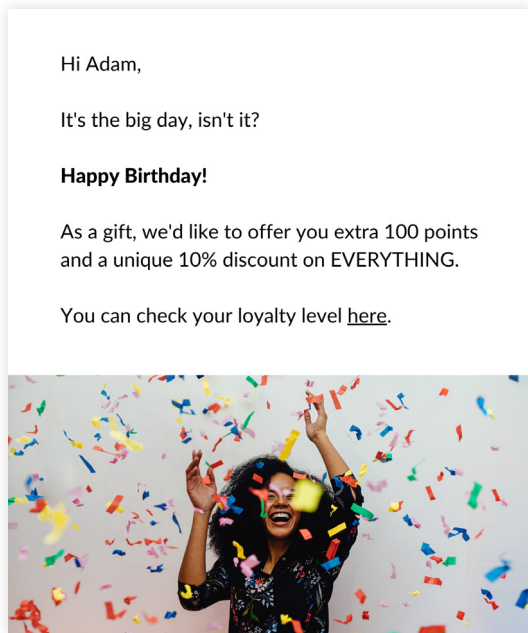 Hi Adam,
It's the big day, isn't it?
Happy Birthday!
As a gift, we'd like to offer you extra 100 points
and a unique 10% discount on EVERYTHING.
You can check your loyalty level here.